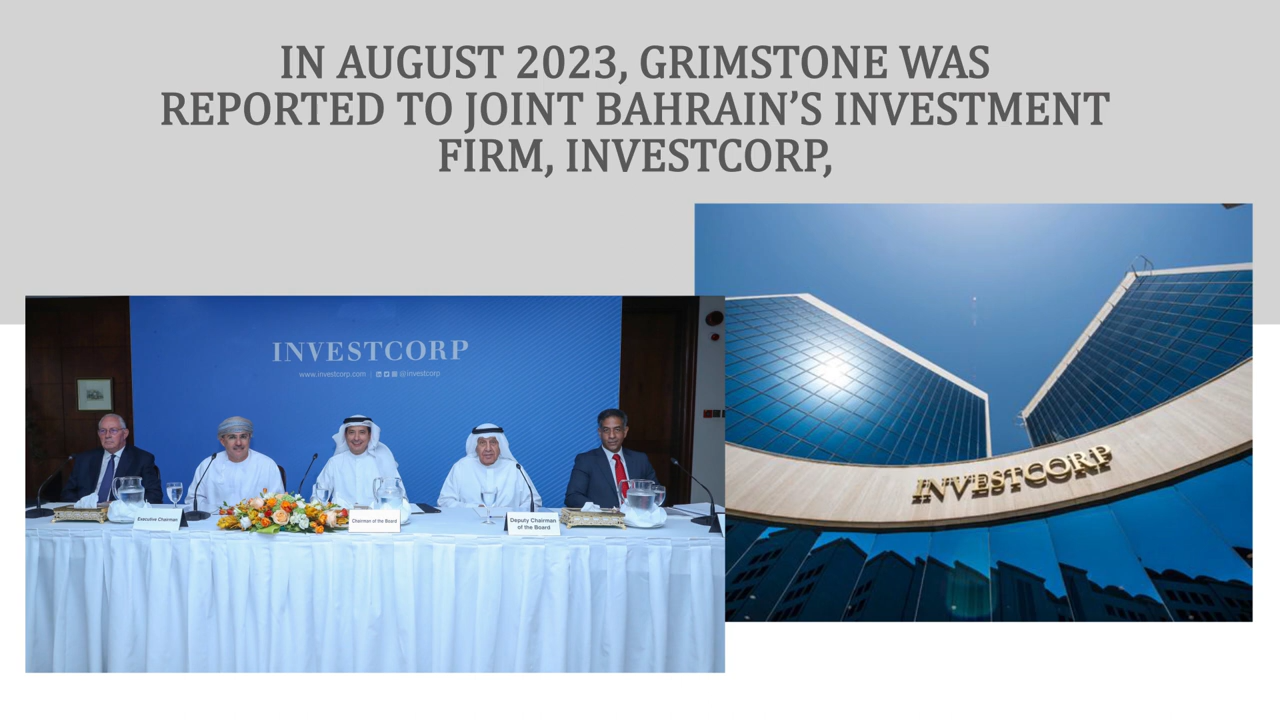 IN AUGUST 2023, GRIMSTONE WAS
REPORTED TO JOINT BAHRAIN’S INVESTMENT
FIRM, INVESTCORP,
INVESTCORP
www.investcorp.com | @Investcorp
Executive Chairman
Chairman of the Board
Deputy Chairman
of the Board
INVESTCORP